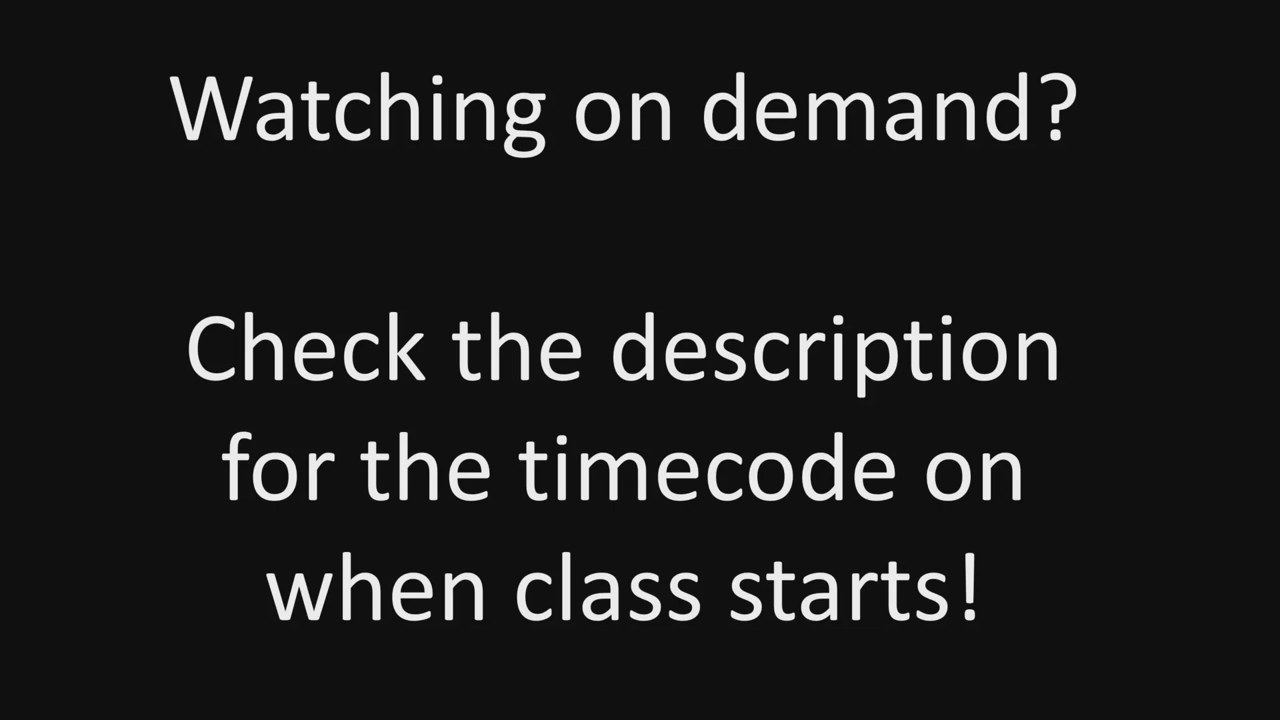 Watching on demand?
Check the description
for the timecode on
when class starts!